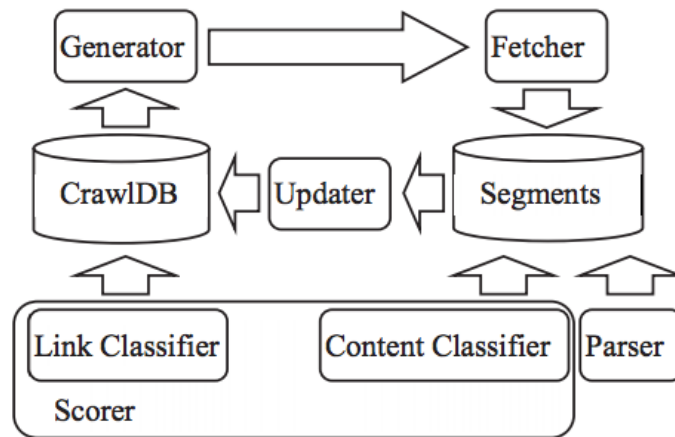 Generator
Fetcher
CrawlDB
Updater
Segments
Link Classifier
Content Classifier
Parser
Scorer